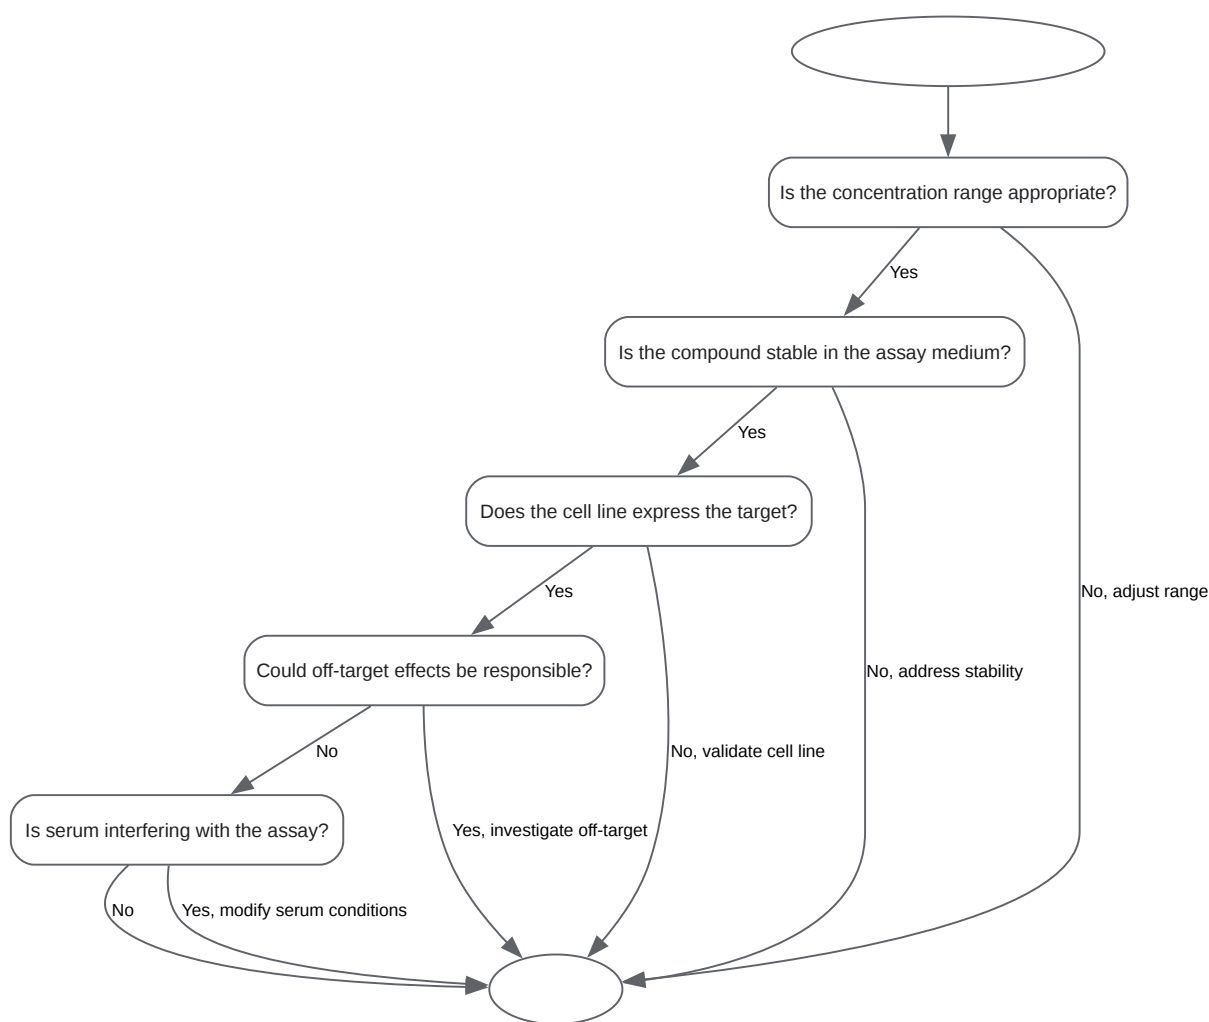 Is the concentration range appropriate?
Yes
Is the compound stable in the assay medium?
Yes
Does the cell line express the target?
Yes
No, adjust range
Could off-target effects be responsible?
No, address stability
No
No, validate cell line
Is serum interfering with the assay?
Yes, investigate off-target
No
Yes, modify serum conditions